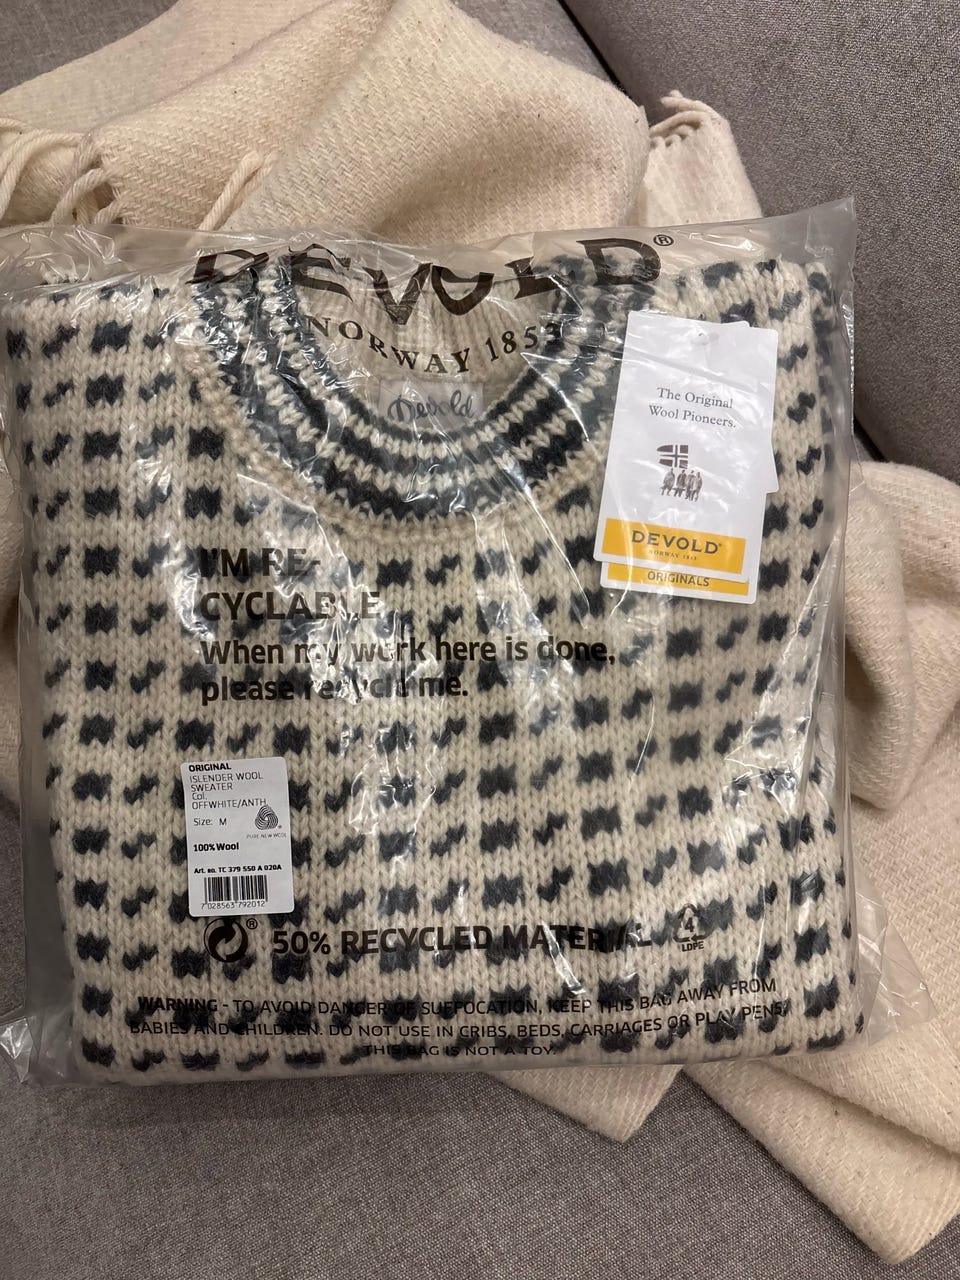 DEVOLD®
NORWAY 1853
Devold
The Original
Wool Pioneers.
DEVOLD®
NORWAY 1853
ORIGINALS
I'M RE-
CYCLABLE
When my work here is done,
please recycle me.
ORIGINAL
ISLENDER WOOL
SWEATER
Col.
OFFWHITE/ANTH
Size: M
PURE NEW WOOL
100% Wool
Art. no. TC 379 550 A 020A
7 028563 792012
® 50% RECYCLED MATERIAL 4
LDPE
WARNING - TO AVOID DANGER OF SUFFOCATION, KEEP THIS BAG AWAY FROM
BABIES AND CHILDREN. DO NOT USE IN CRIBS, BEDS, CARRIAGES OR PLAY PENS.
THIS BAG IS NOT A TOY.